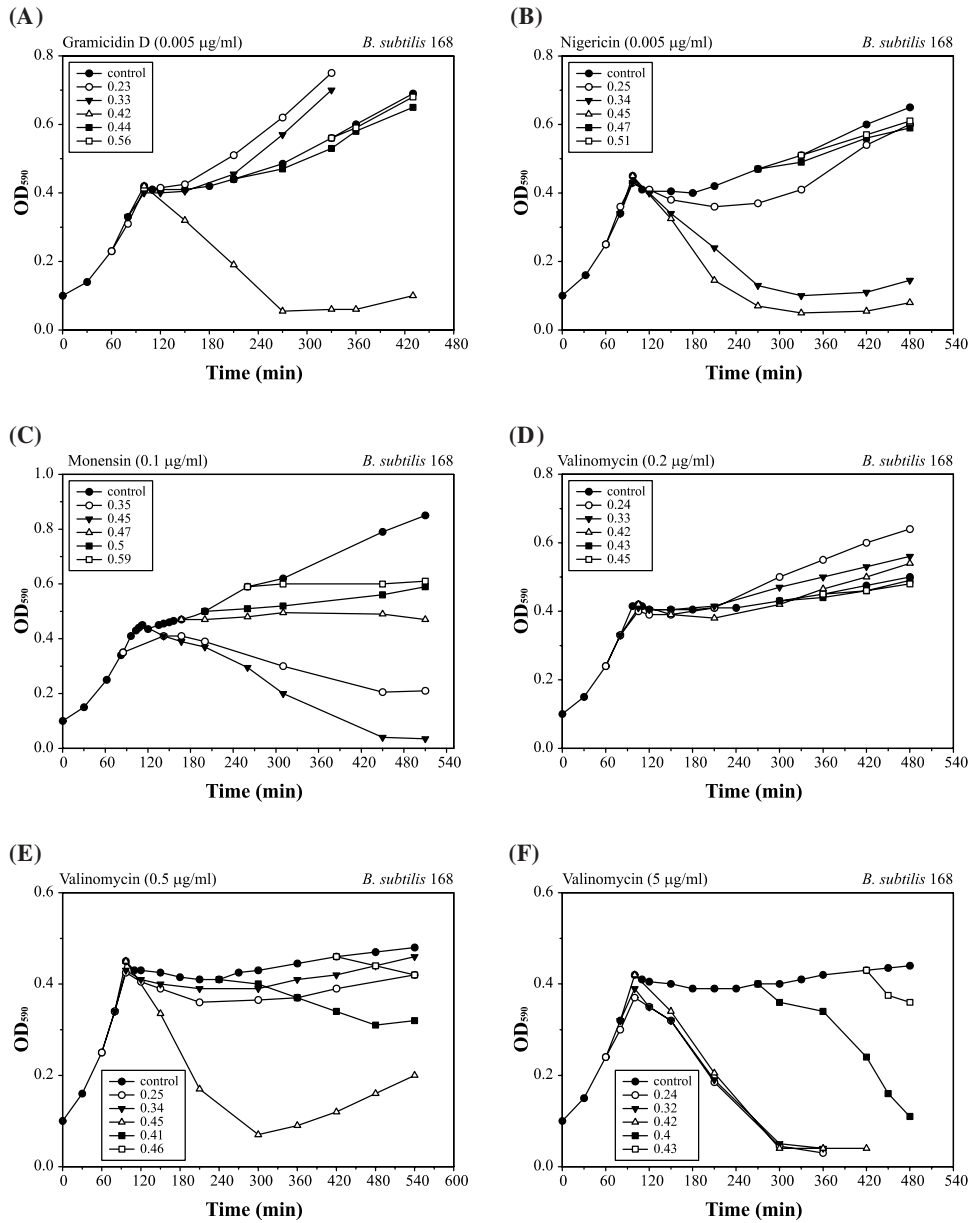 (A)
Gramicidin D (0.005 μg/ml) B. subtilis 168
control
0.23
0.33
0.42
0.44
0.56
0.8
0.6
0.4
0.2
0.0
OD590
0 60 120 180 240 300 360 420 480
Time (min)
(B)
Nigericin (0.005 μg/ml) B. subtilis 168
control
0.25
0.34
0.45
0.47
0.51
0.8
0.6
0.4
0.2
0.0
OD590
0 60 120 180 240 300 360 420 480 540
Time (min)
(C)
Monensin (0.1 μg/ml) B. subtilis 168
control
0.35
0.45
0.47
0.5
0.59
1.0
0.8
0.6
0.4
0.2
0.0
OD590
0 60 120 180 240 300 360 420 480 540
Time (min)
(D)
Valinomycin (0.2 μg/ml) B. subtilis 168
control
0.24
0.33
0.42
0.43
0.45
0.8
0.6
0.4
0.2
0.0
OD590
0 60 120 180 240 300 360 420 480 540
Time (min)
(E)
Valinomycin (0.5 μg/ml) B. subtilis 168
0.6
0.4
0.2
0.0
OD590
control
0.25
0.34
0.45
0.41
0.46
0 60 120 180 240 300 360 420 480 540 600
Time (min)
(F)
Valinomycin (5 μg/ml) B. subtilis 168
0.6
0.4
0.2
0.0
OD590
control
0.24
0.32
0.42
0.4
0.43
0 60 120 180 240 300 360 420 480 540
Time (min)